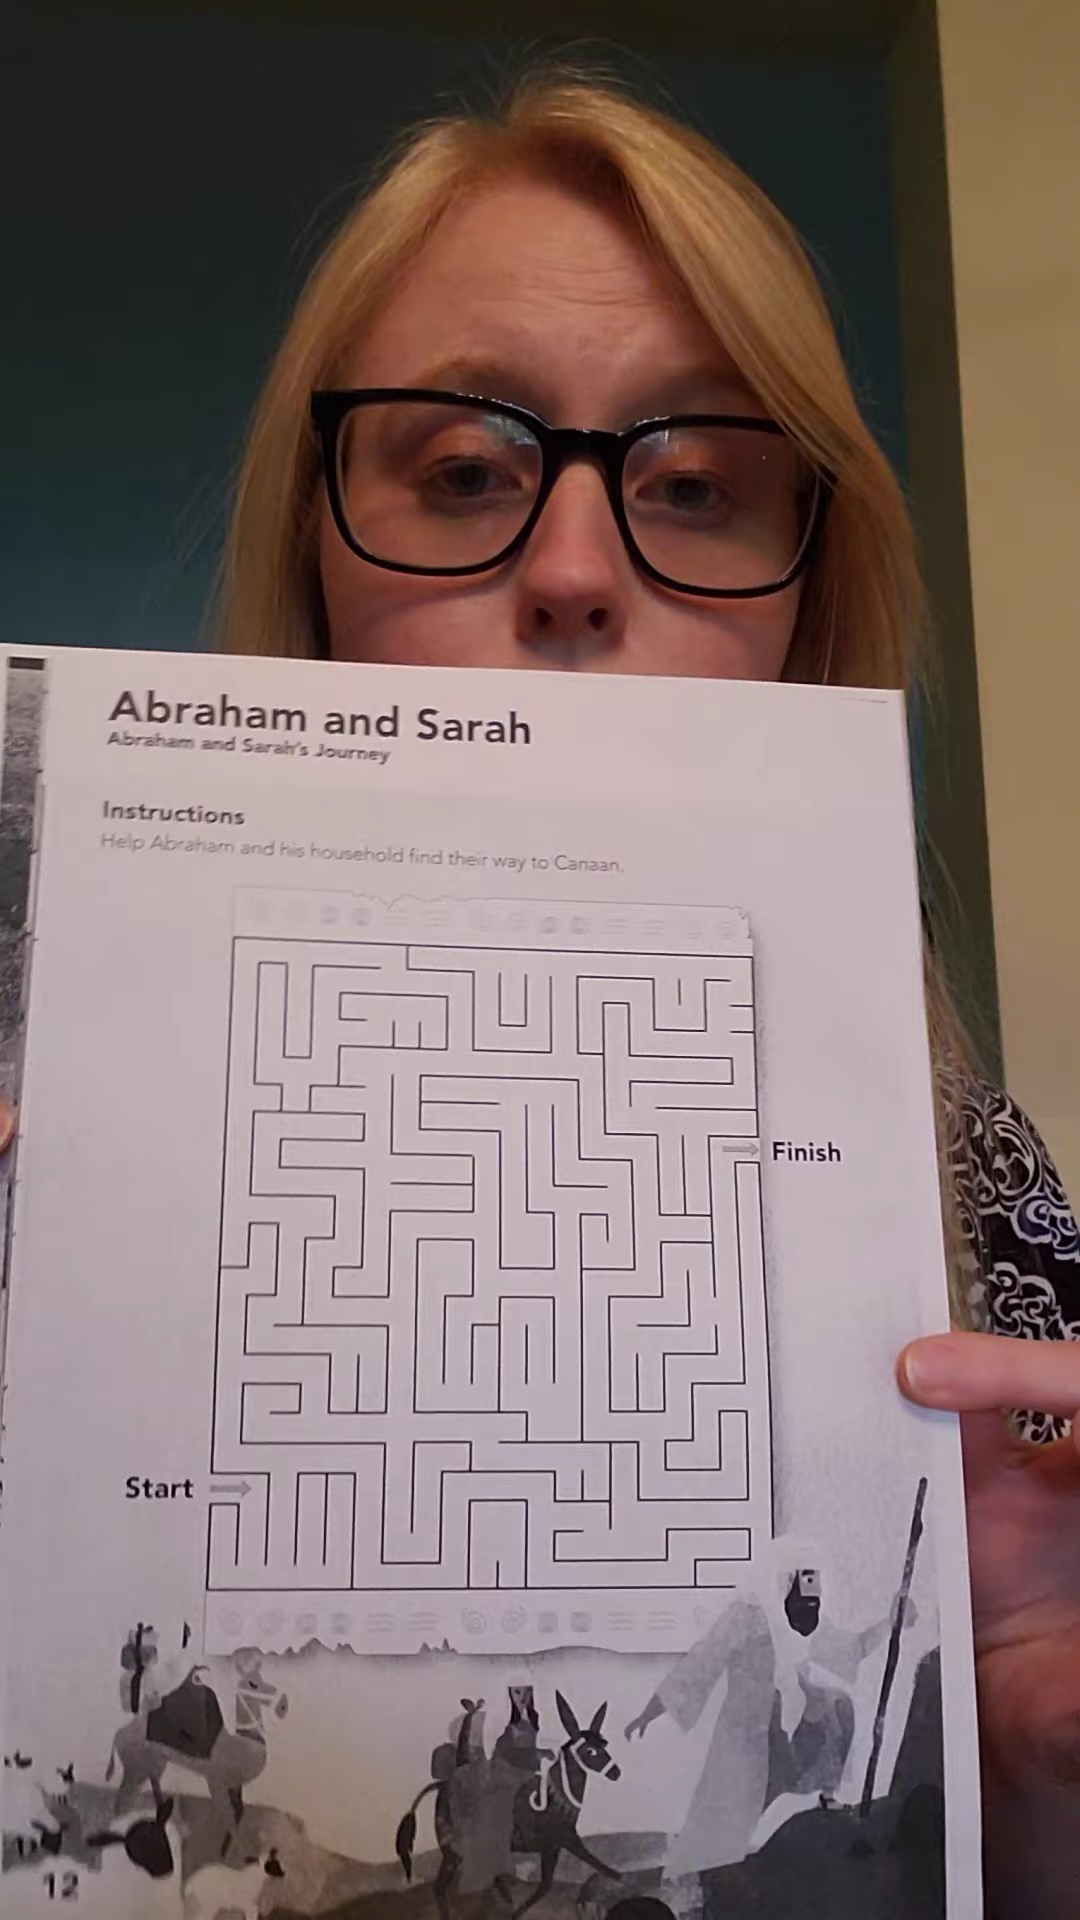 Abraham and Sarah
Abraham and Sarah's Journey
Instructions
Help Abraham and his household find their way to Canaan.
Finish
Start
12